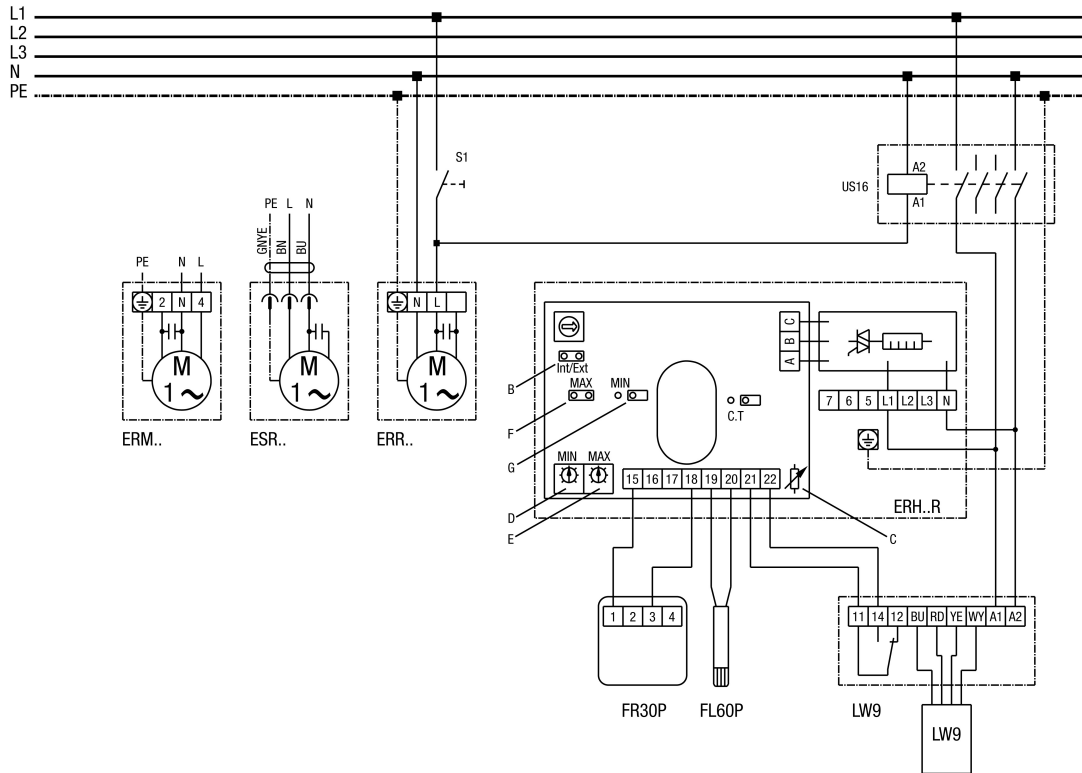 L1
L2
L3
N
PE
S1
US16
A2
A1
PE L N
GNYE
BN
BU
PE N L
2 N 4
M
1~
ERM..
M
1~
ESR..
N L
M
1~
ERR..
Int/Ext
MAX
MIN
C.T
MIN MAX
B
F
G
D
E
C
15 16 17 18 19 20 21 22
C
B
A
7 6 5 L1 L2 L3 N
ERH..R
1 2 3 4
FR30P
FL60P
11 14 12 BU RD YE WY A1 A2
LW9
LW9